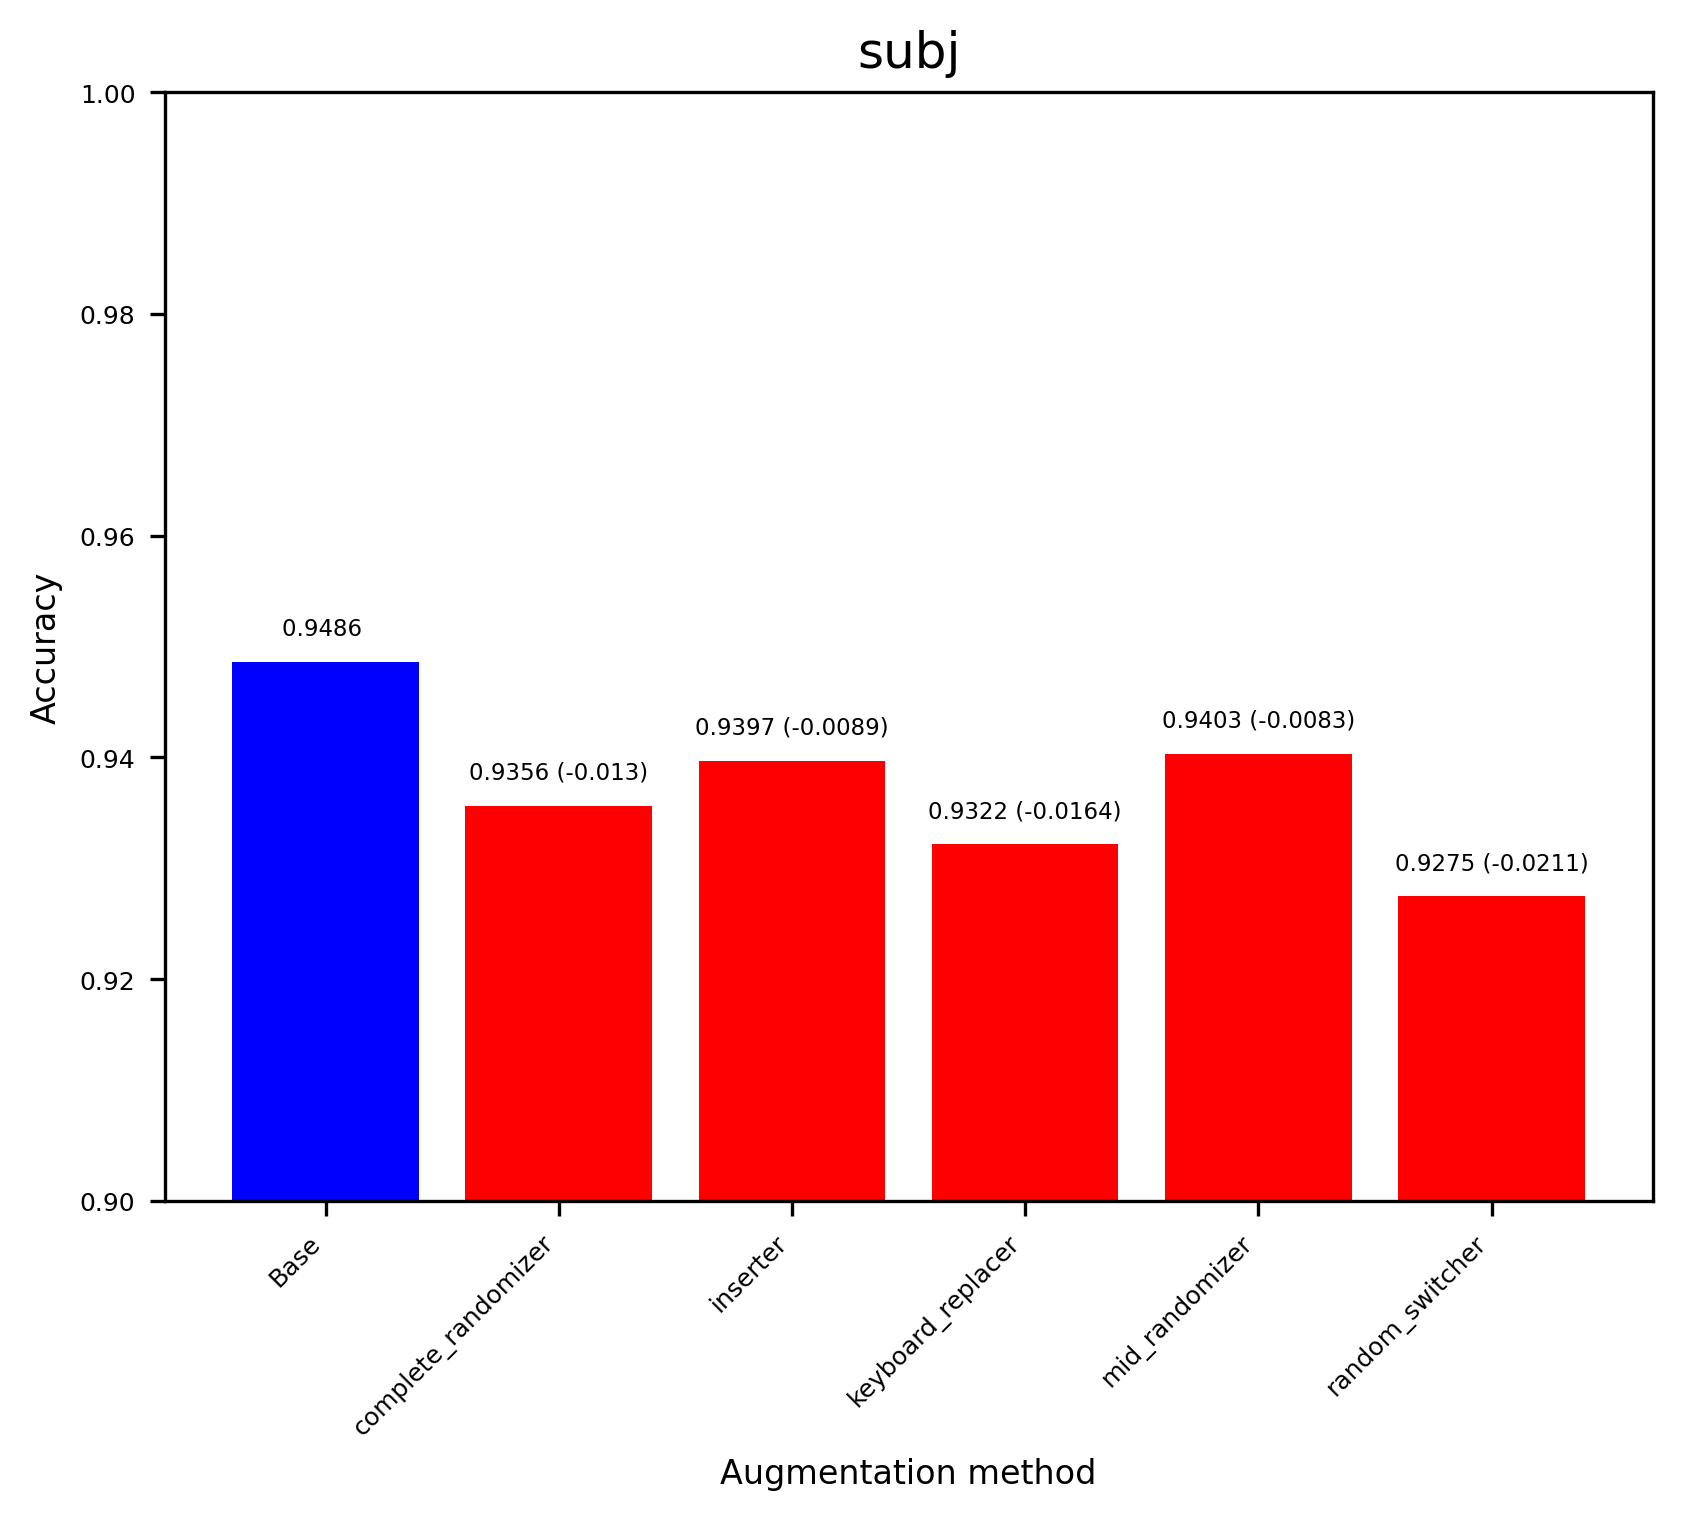 subj
1.00
0.98
0.96
0.94
0.92
0.90
Accuracy
0.9486
0.9356 (-0.013)
0.9397 (-0.0089)
0.9322 (-0.0164)
0.9403 (-0.0083)
0.9275 (-0.0211)
Base
complete_randomizer
inserter
keyboard_replacer
mid_randomizer
random_switcher
Augmentation method